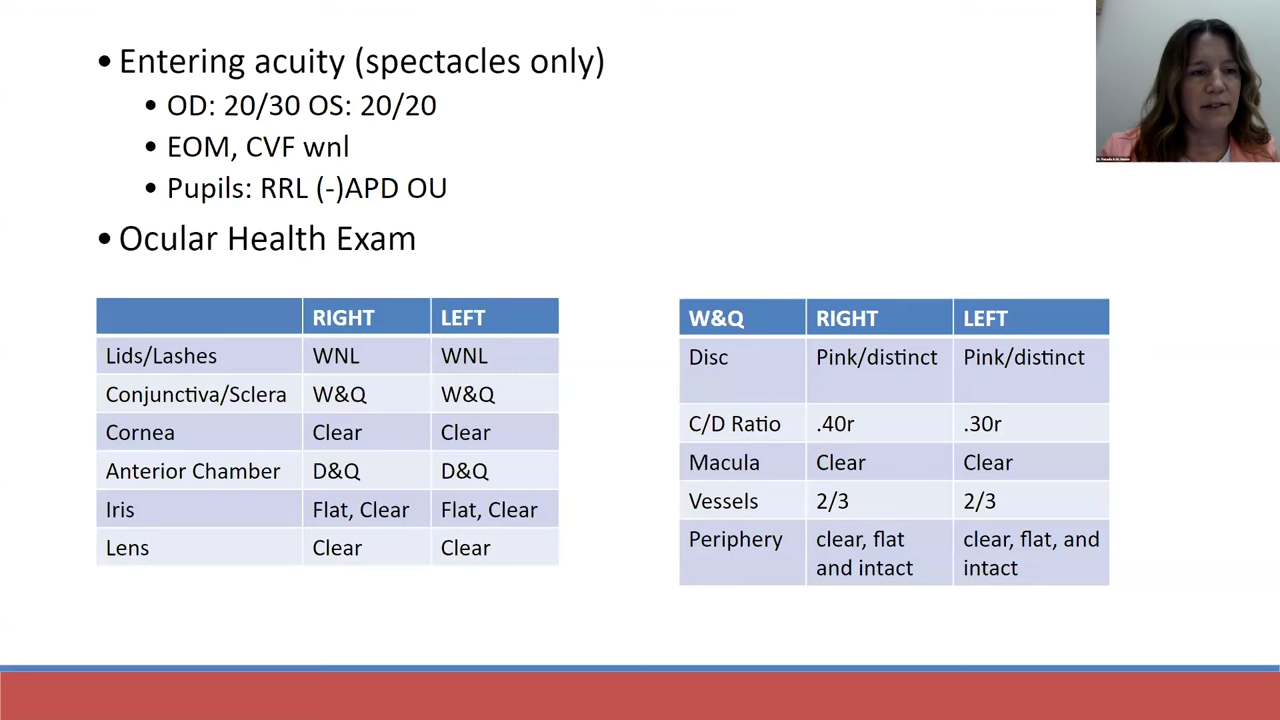 • Entering acuity (spectacles only)
• OD: 20/30 OS: 20/20
• EOM, CVF wnl
• Pupils: RRL (-)APD OU
• Ocular Health Exam
RIGHT LEFT
Lids/Lashes WNL WNL
Conjunctiva/Sclera W&Q W&Q
Cornea Clear Clear
Anterior Chamber D&Q D&Q
Iris Flat, Clear Flat, Clear
Lens Clear Clear
W&Q RIGHT LEFT
Disc Pink/distinct Pink/distinct
C/D Ratio .40r .30r
Macula Clear Clear
Vessels 2/3 2/3
Periphery clear, flat clear, flat, and
and intact intact